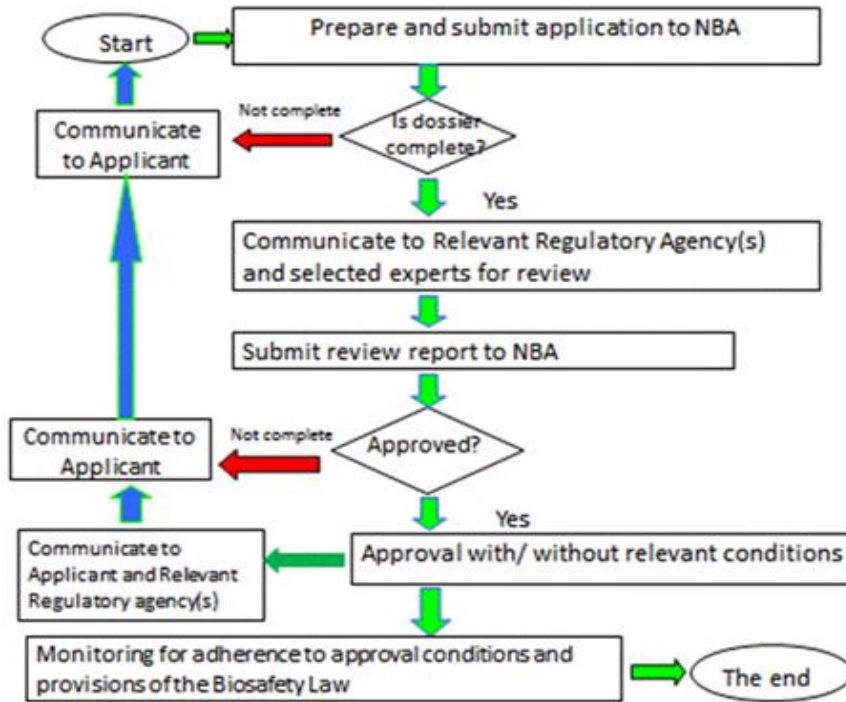 Start
Prepare and submit application to NBA
Not complete
Is dossier
complete?
Communicate
to Applicant
Yes
Communicate to Relevant Regulatory Agency(s)
and selected experts for review
Submit review report to NBA
Not complete
Approved?
Communicate to
Applicant
Yes
Approval with/ without relevant conditions
Communicate to
Applicant and Relevant
Regulatory agency(s)
Monitoring for adherence to approval conditions and
provisions of the Biosafety Law
The end